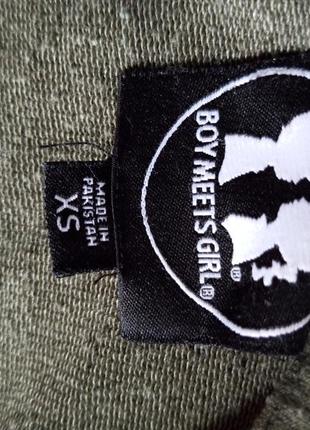 BOY MEETS GIRL®
®
MADE IN
PAKISTAN
XS